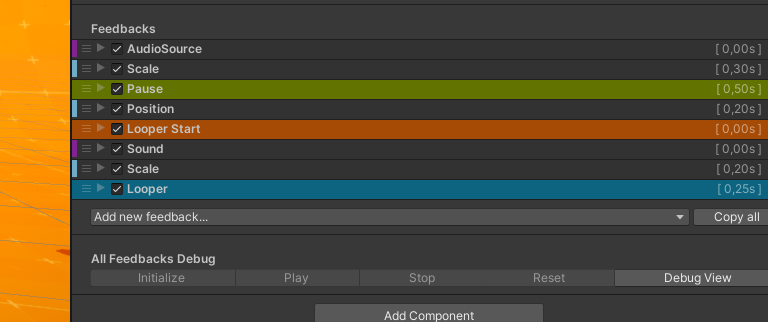 Feedbacks
AudioSource [ 0,00s ]
Scale [ 0,30s ]
Pause [ 0,50s ]
Position [ 0,20s ]
Looper Start [ 0,00s ]
Sound [ 0,00s ]
Scale [ 0,20s ]
Looper [ 0,25s ]
Add new feedback... Copy all
All Feedbacks Debug
Initialize Play Stop Reset Debug View
Add Component